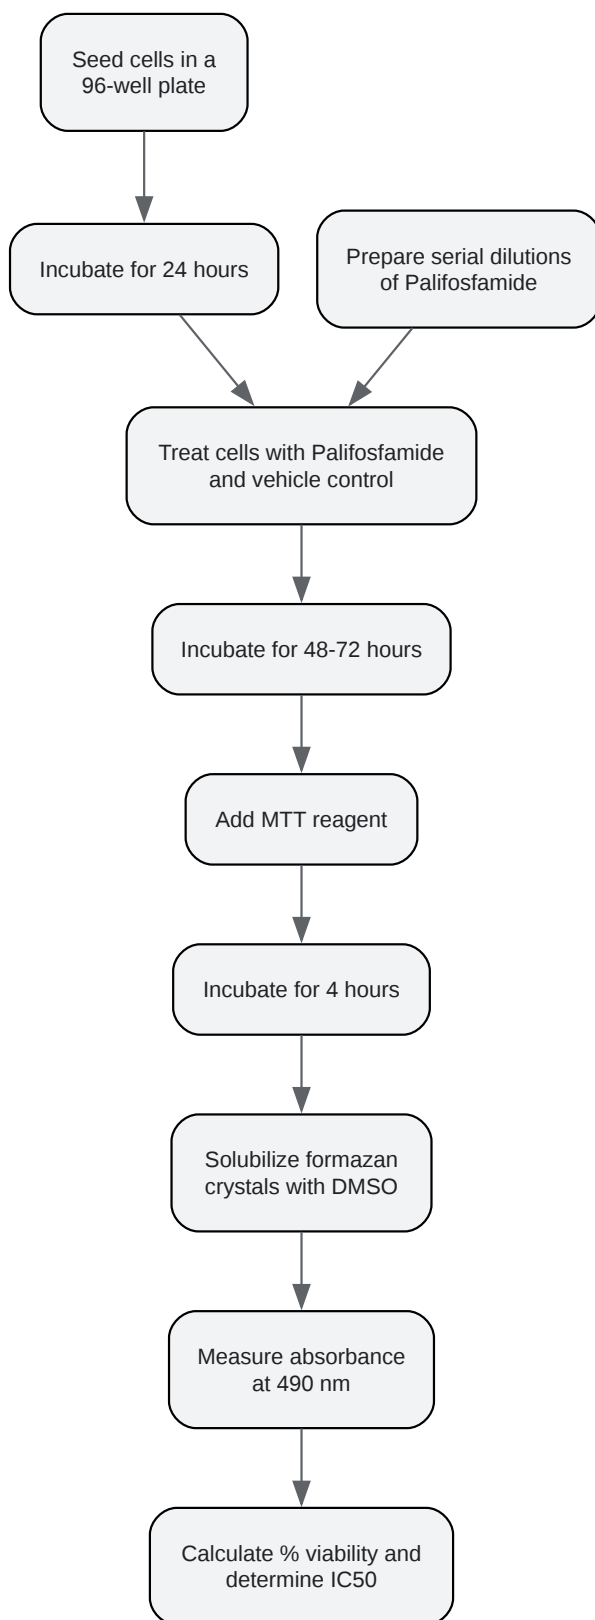 Seed cells in a
96-well plate
Incubate for 24 hours
Prepare serial dilutions
of Palifosfamide
Treat cells with Palifosfamide
and vehicle control
Incubate for 48-72 hours
Add MTT reagent
Incubate for 4 hours
Solubilize formazan
crystals with DMSO
Measure absorbance
at 490 nm
Calculate % viability and
determine IC50